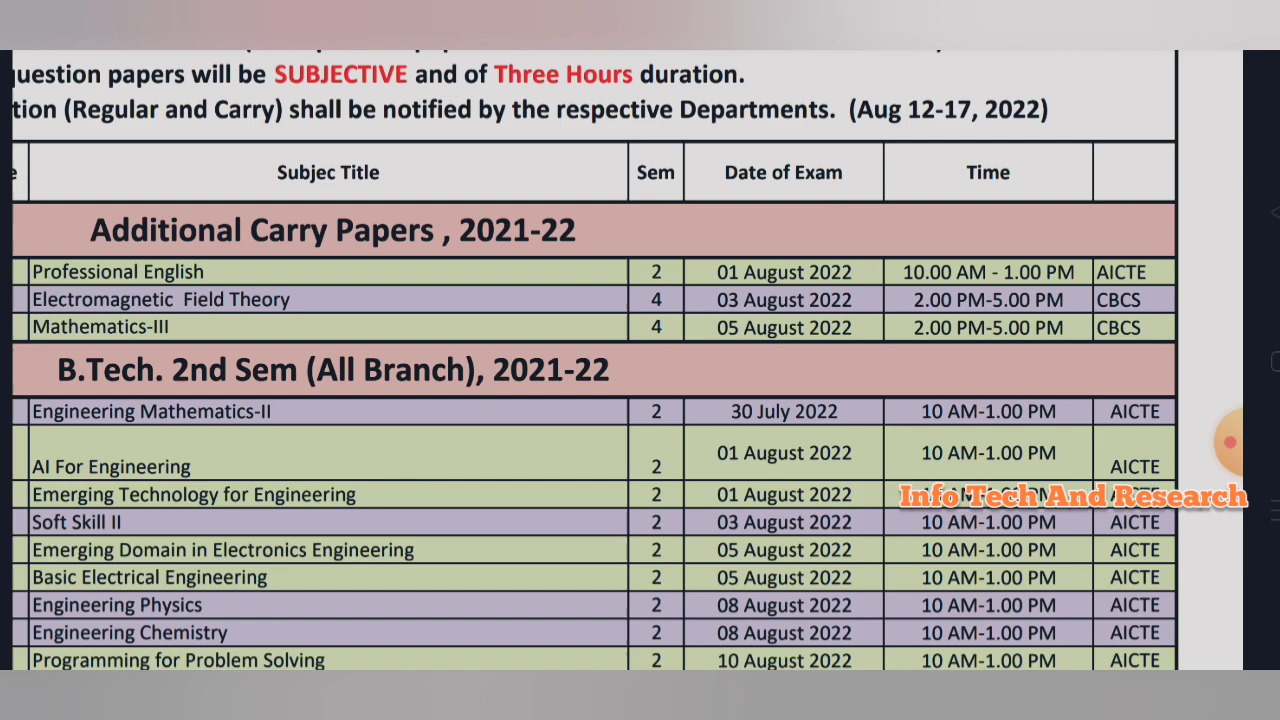 question papers will be SUBJECTIVE and of Three Hours duration.
tion (Regular and Carry) shall be notified by the respective Departments. (Aug 12-17, 2022)
e Subjec Title Sem Date of Exam Time
Additional Carry Papers , 2021-22
Professional English 2 01 August 2022 10.00 AM - 1.00 PM AICTE
Electromagnetic Field Theory 4 03 August 2022 2.00 PM-5.00 PM CBCS
Mathematics-III 4 05 August 2022 2.00 PM-5.00 PM CBCS
B.Tech. 2nd Sem (All Branch), 2021-22
Engineering Mathematics-II 2 30 July 2022 10 AM-1.00 PM AICTE
AI For Engineering 2 01 August 2022 10 AM-1.00 PM AICTE
Emerging Technology for Engineering 2 01 August 2022
Info Tech And Research
Soft Skill II 2 03 August 2022 10 AM-1.00 PM AICTE
Emerging Domain in Electronics Engineering 2 05 August 2022 10 AM-1.00 PM AICTE
Basic Electrical Engineering 2 05 August 2022 10 AM-1.00 PM AICTE
Engineering Physics 2 08 August 2022 10 AM-1.00 PM AICTE
Engineering Chemistry 2 08 August 2022 10 AM-1.00 PM AICTE
Programming for Problem Solving 2 10 August 2022 10 AM-1.00 PM AICTE